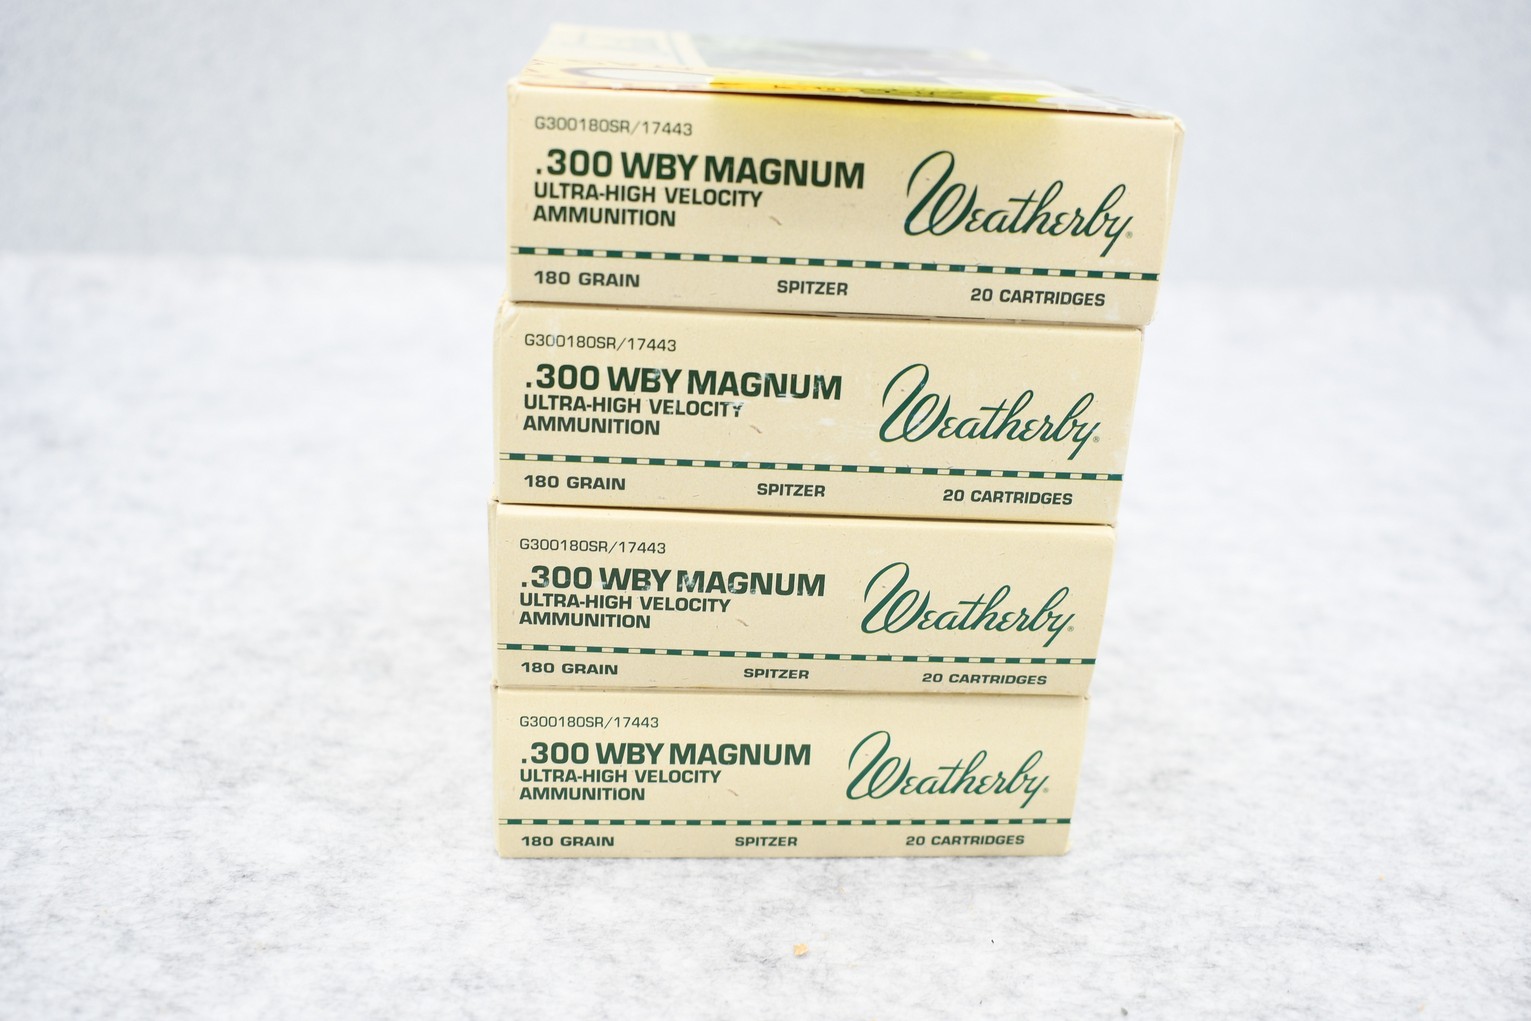 G300180SR/17443
.300 WBY MAGNUM
ULTRA-HIGH VELOCITY
AMMUNITION
Weatherby®
180 GRAIN SPITZER 20 CARTRIDGES
G300180SR/17443
.300 WBY MAGNUM
ULTRA-HIGH VELOCITY
AMMUNITION
Weatherby®
180 GRAIN SPITZER 20 CARTRIDGES
G300180SR/17443
.300 WBY MAGNUM
ULTRA-HIGH VELOCITY
AMMUNITION
Weatherby®
180 GRAIN SPITZER 20 CARTRIDGES
G300180SR/17443
.300 WBY MAGNUM
ULTRA-HIGH VELOCITY
AMMUNITION
Weatherby®
180 GRAIN SPITZER 20 CARTRIDGES